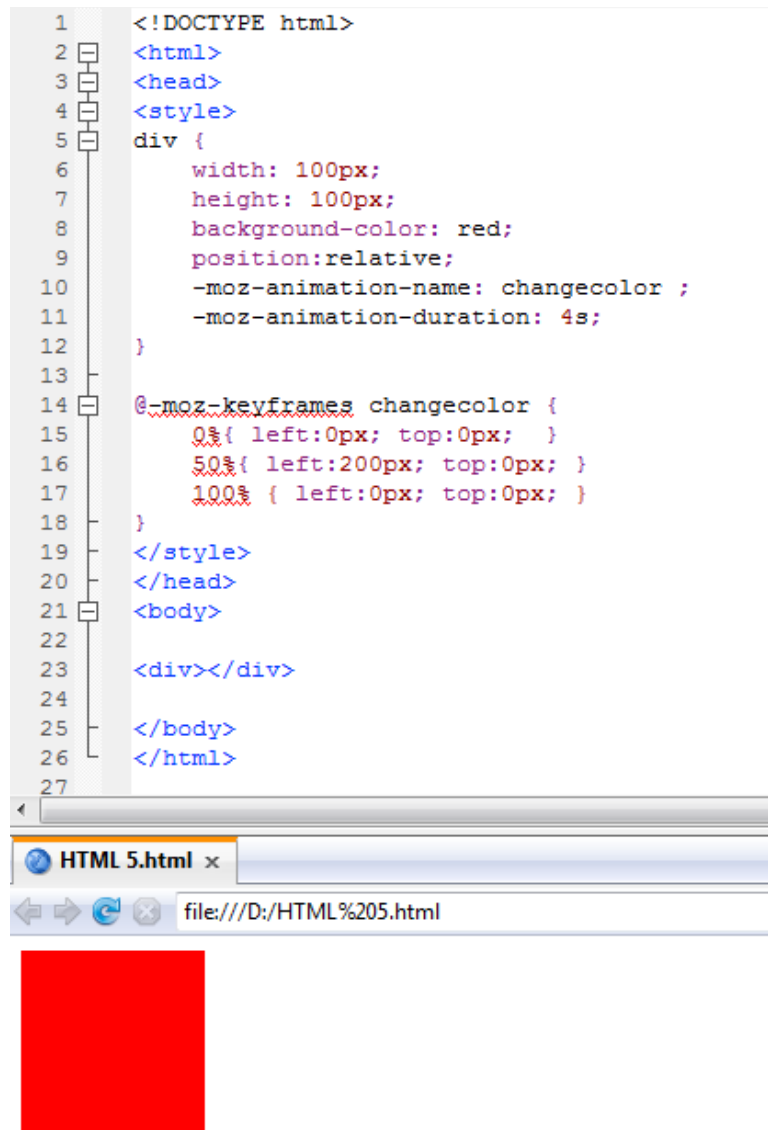 1 <!DOCTYPE html>
2 <html>
3 <head>
4 <style>
5 div {
6 width: 100px;
7 height: 100px;
8 background-color: red;
9 position:relative;
10 -moz-animation-name: changecolor ;
11 -moz-animation-duration: 4s;
12 }
13
14 @-moz-keyframes changecolor {
15 0%{ left:0px; top:0px; }
16 50%{ left:200px; top:0px; }
17 100% { left:0px; top:0px; }
18 }
19 </style>
20 </head>
21 <body>
22
23 <div></div>
24
25 </body>
26 </html>
27
HTML 5.html ×
file:///D:/HTML%205.html